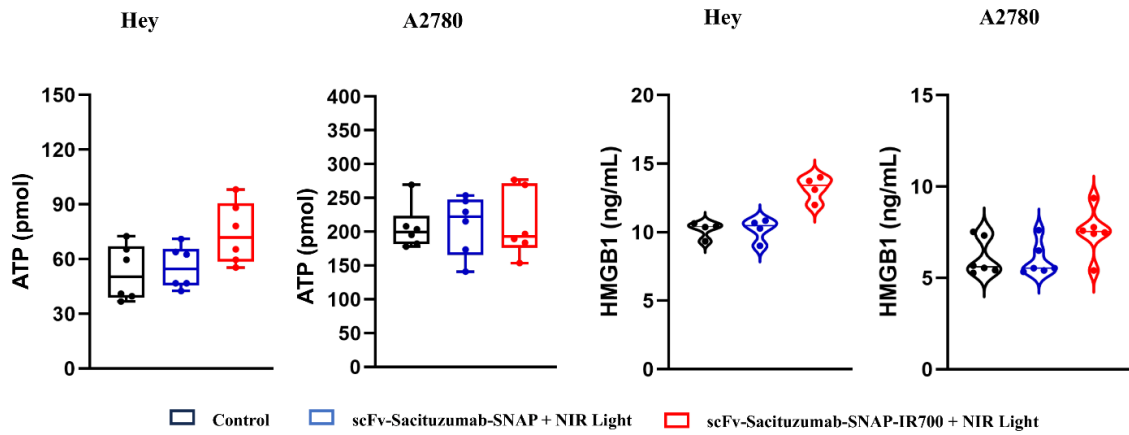 Hey
A2780
Hey
A2780
ATP (pmol)
150
120
90
60
30
0
ATP (pmol)
400
350
300
250
200
150
100
50
0
HMGB1 (ng/mL)
20
15
10
5
0
HMGB1 (ng/mL)
15
10
5
0
Control
scFv-Sacituzumab-SNAP + NIR Light
scFv-Sacituzumab-SNAP-IR700 + NIR Light